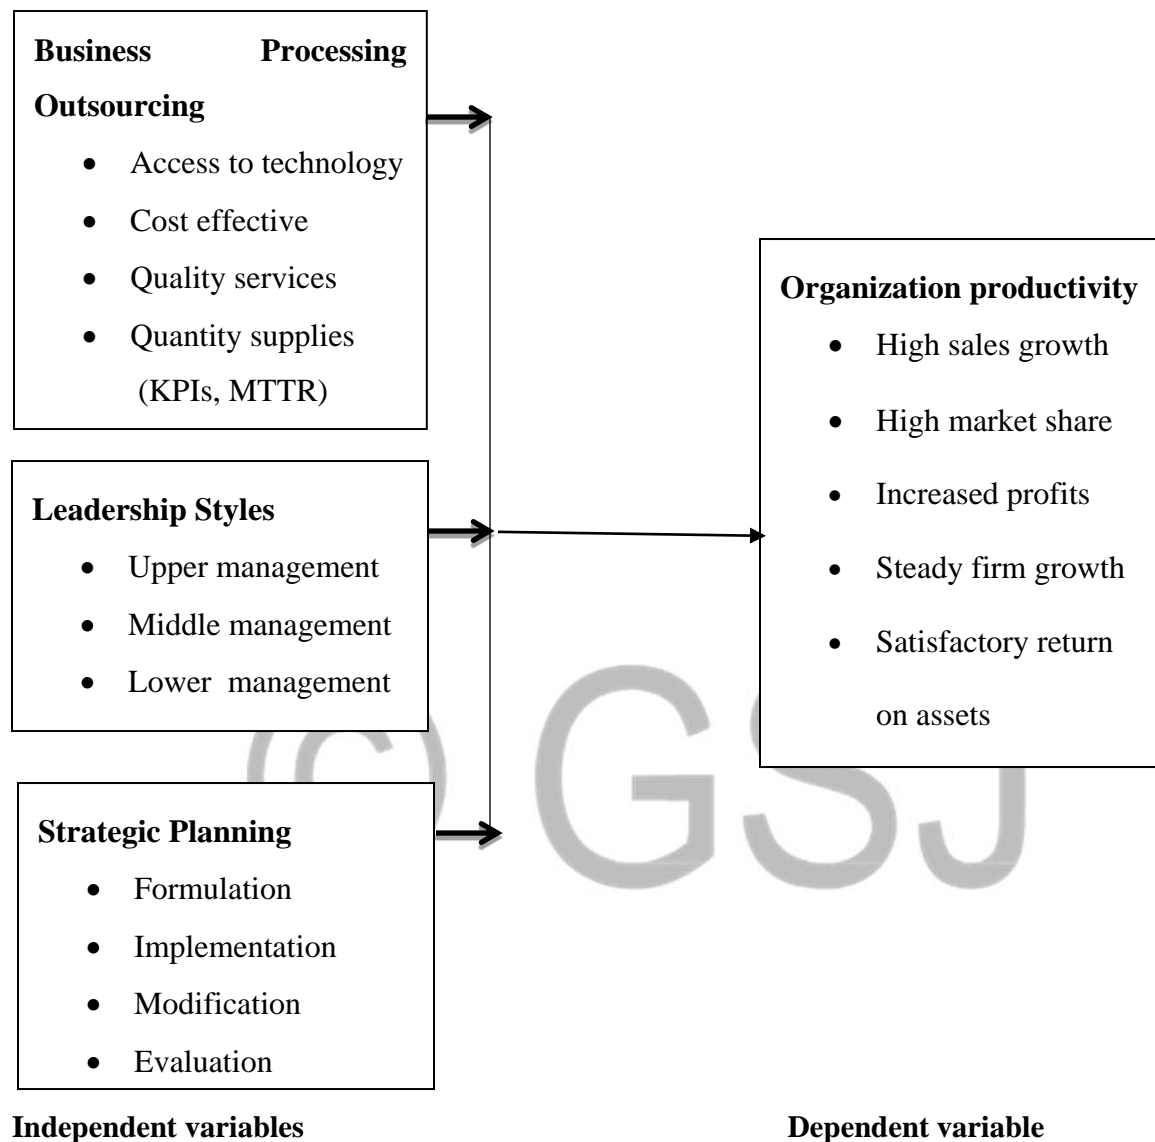 Business Processing
Outsourcing
• Access to technology
• Cost effective
• Quality services
• Quantity supplies
(KPIs, MTTR)
Leadership Styles
• Upper management
• Middle management
• Lower management
Strategic Planning
• Formulation
• Implementation
• Modification
• Evaluation
Independent variables
Organization productivity
• High sales growth
• High market share
• Increased profits
• Steady firm growth
• Satisfactory return
on assets
Dependent variable
© GSJ